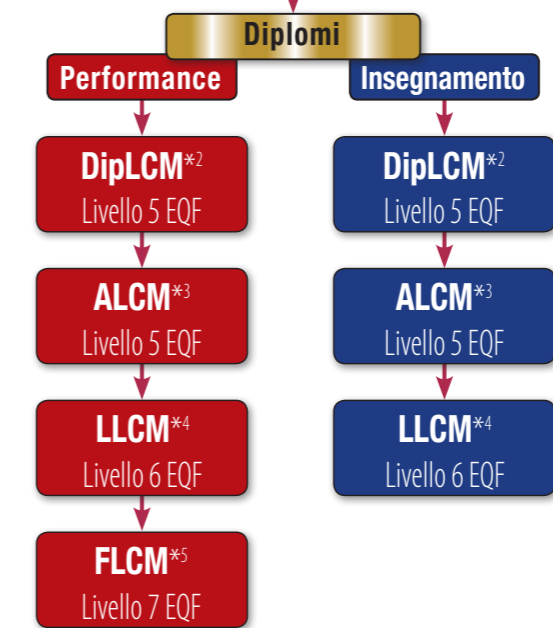 Diplomi
Performance
DipLCM*2
Livello 5 EQF
ALCM*3
Livello 5 EQF
LLCM*4
Livello 6 EQF
FLCM*5
Livello 7 EQF
Insegnamento
DipLCM*2
Livello 5 EQF
ALCM*3
Livello 5 EQF
LLCM*4
Livello 6 EQF